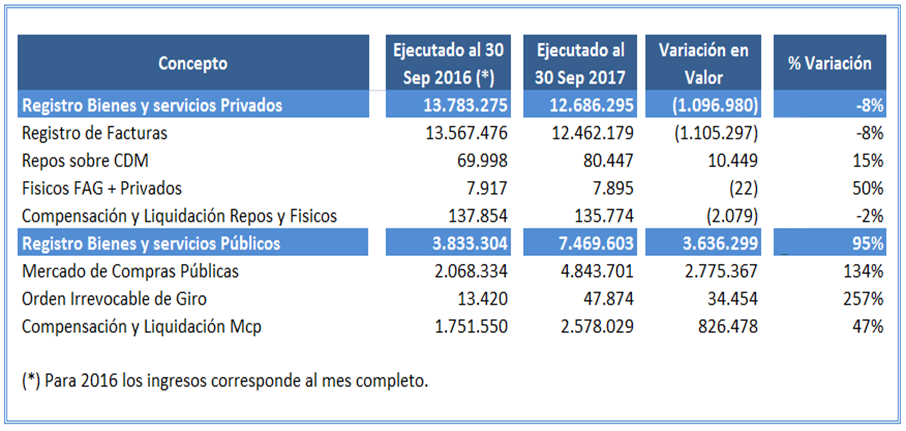 Concepto Ejecutado al 30 Sep 2016 (*) Ejecutado al 30 Sep 2017 Variación en Valor % Variación
Registro Bienes y servicios Privados 13.783.275 12.686.295 (1.096.980) -8%
Registro de Facturas 13.567.476 12.462.179 (1.105.297) -8%
Repos sobre CDM 69.998 80.447 10.449 15%
Fisicos FAG + Privados 7.917 7.895 (22) 50%
Compensación y Liquidación Repos y Fisicos 137.854 135.774 (2.079) -2%
Registro Bienes y servicios Públicos 3.833.304 7.469.603 3.636.299 95%
Mercado de Compras Públicas 2.068.334 4.843.701 2.775.367 134%
Orden Irrevocable de Giro 13.420 47.874 34.454 257%
Compensación y Liquidación Mcp 1.751.550 2.578.029 826.478 47%
(*) Para 2016 los ingresos corresponde al mes completo.